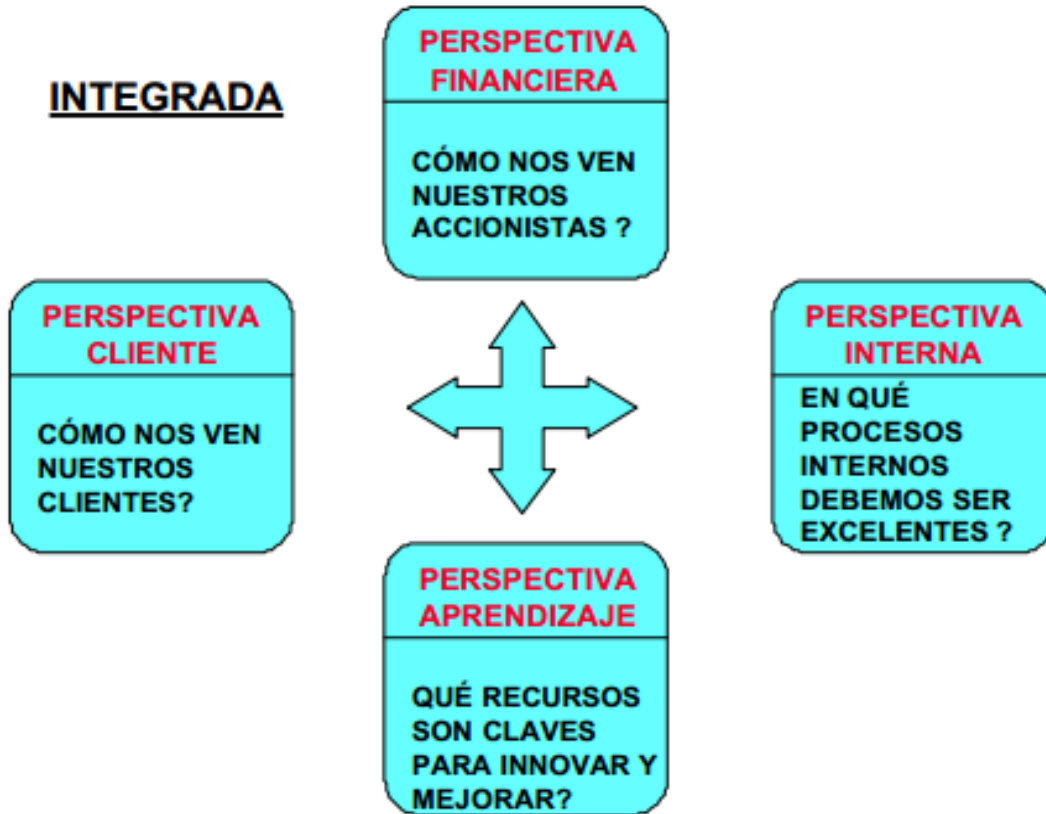 PERSPECTIVA
FINANCIERA
INTEGRADA
CÓMO NOS VEN
NUESTROS
ACCIONISTAS ?
PERSPECTIVA
CLIENTE
CÓMO NOS VEN
NUESTROS
CLIENTES?
PERSPECTIVA
INTERNA
EN QUÉ
PROCESOS
INTERNOS
DEBEMOS SER
EXCELENTES ?
PERSPECTIVA
APRENDIZAJE
QUÉ RECURSOS
SON CLAVES
PARA INNOVAR Y
MEJORAR?